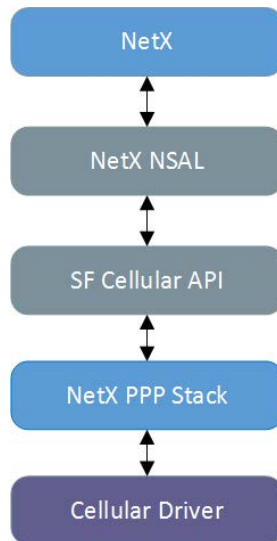 NetX
NetX NSAL
SF Cellular API
NetX PPP Stack
Cellular Driver